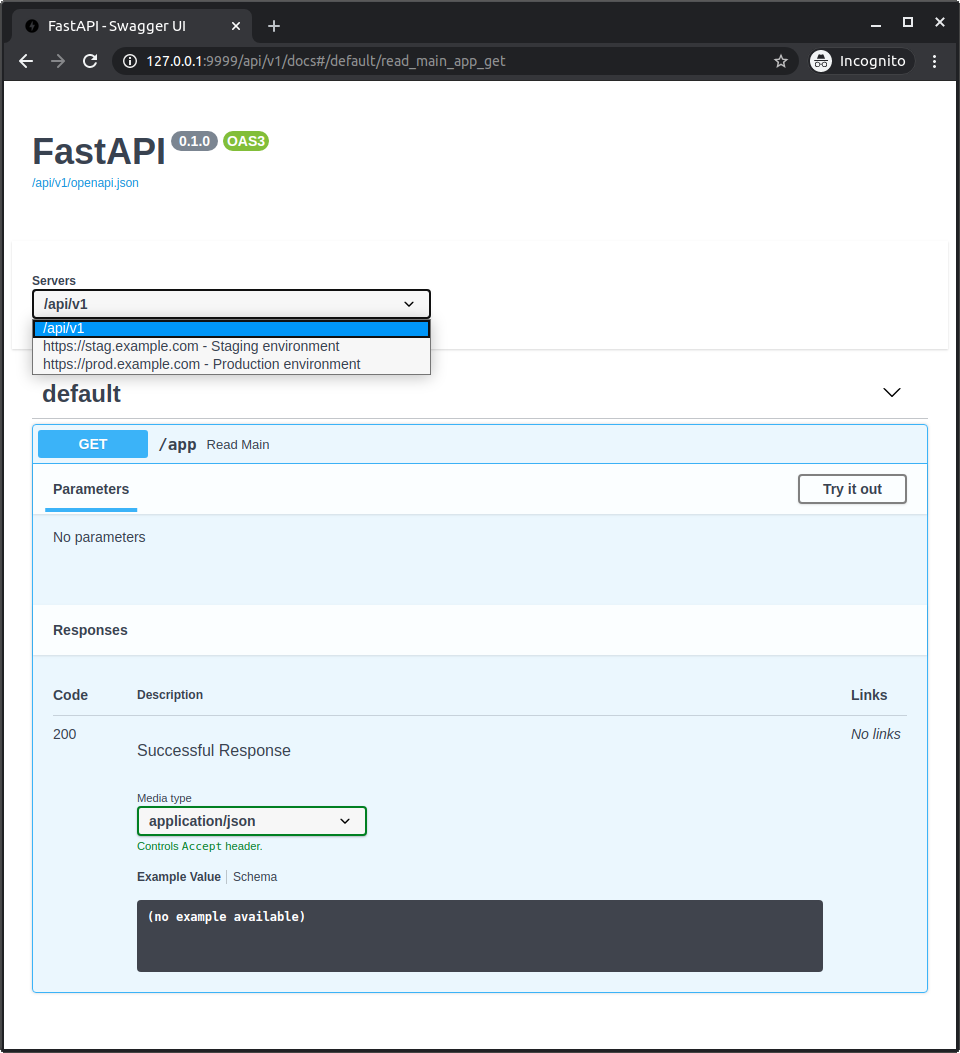 FastAPI - Swagger UI
127.0.0.1:9999/api/v1/docs#/default/read_main_app_get
Incognito
FastAPI 0.1.0 OAS3
/api/v1/openapi.json
Servers
/api/v1
/api/v1
https://stag.example.com - Staging environment
https://prod.example.com - Production environment
default
GET /app Read Main
Parameters Try it out
No parameters
Responses
Code Description Links
200 No links
Successful Response
Media type
application/json
Controls Accept header.
Example Value Schema
(no example available)